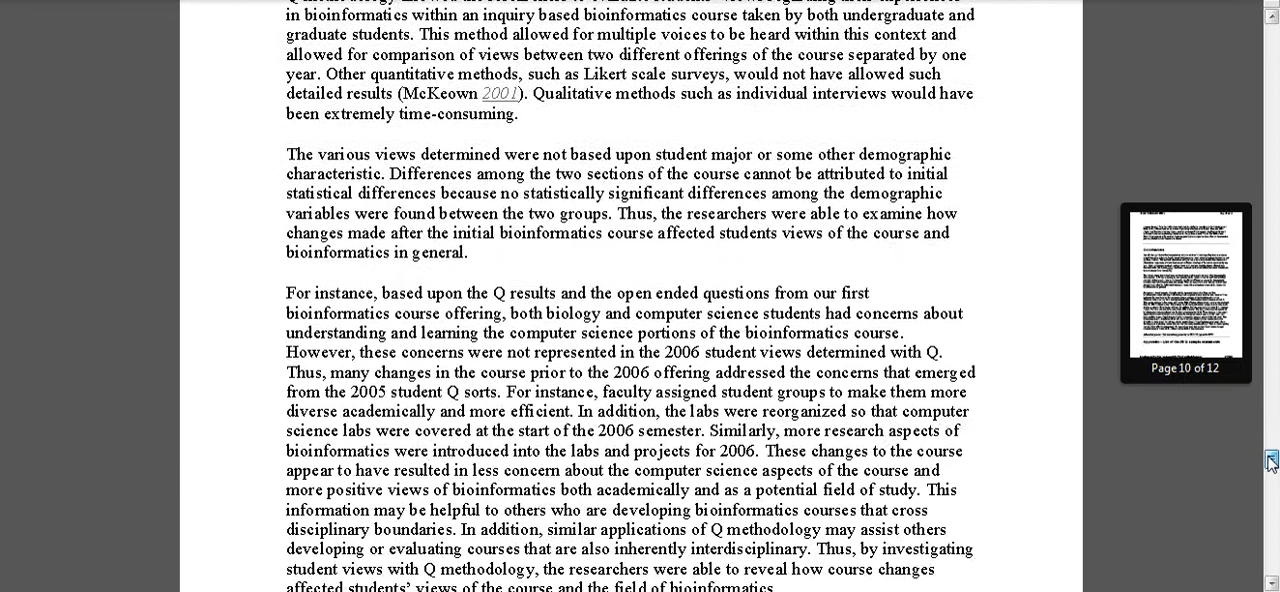 in bioinformatics within an inquiry based bioinformatics course taken by both undergraduate and
graduate students. This method allowed for multiple voices to be heard within this context and
allowed for comparison of views between two different offerings of the course separated by one
year. Other quantitative methods, such as Likert scale surveys, would not have allowed such
detailed results (McKeown 2001). Qualitative methods such as individual interviews would have
been extremely time-consuming.
The various views determined were not based upon student major or some other demographic
characteristic. Differences among the two sections of the course cannot be attributed to initial
statistical differences because no statistically significant differences among the demographic
variables were found between the two groups. Thus, the researchers were able to examine how
changes made after the initial bioinformatics course affected students views of the course and
bioinformatics in general.
For instance, based upon the Q results and the open ended questions from our first
bioinformatics course offering, both biology and computer science students had concerns about
understanding and learning the computer science portions of the bioinformatics course.
However, these concerns were not represented in the 2006 student views determined with Q.
Thus, many changes in the course prior to the 2006 offering addressed the concerns that emerged
from the 2005 student Q sorts. For instance, faculty assigned student groups to make them more
diverse academically and more efficient. In addition, the labs were reorganized so that computer
science labs were covered at the start of the 2006 semester. Similarly, more research aspects of
bioinformatics were introduced into the labs and projects for 2006. These changes to the course
appear to have resulted in less concern about the computer science aspects of the course and
more positive views of bioinformatics both academically and as a potential field of study. This
information may be helpful to others who are developing bioinformatics courses that cross
disciplinary boundaries. In addition, similar applications of Q methodology may assist others
developing or evaluating courses that are also inherently interdisciplinary. Thus, by investigating
student views with Q methodology, the researchers were able to reveal how course changes
affected students' views of the course and the field of bioinformatics
Page 10 of 12